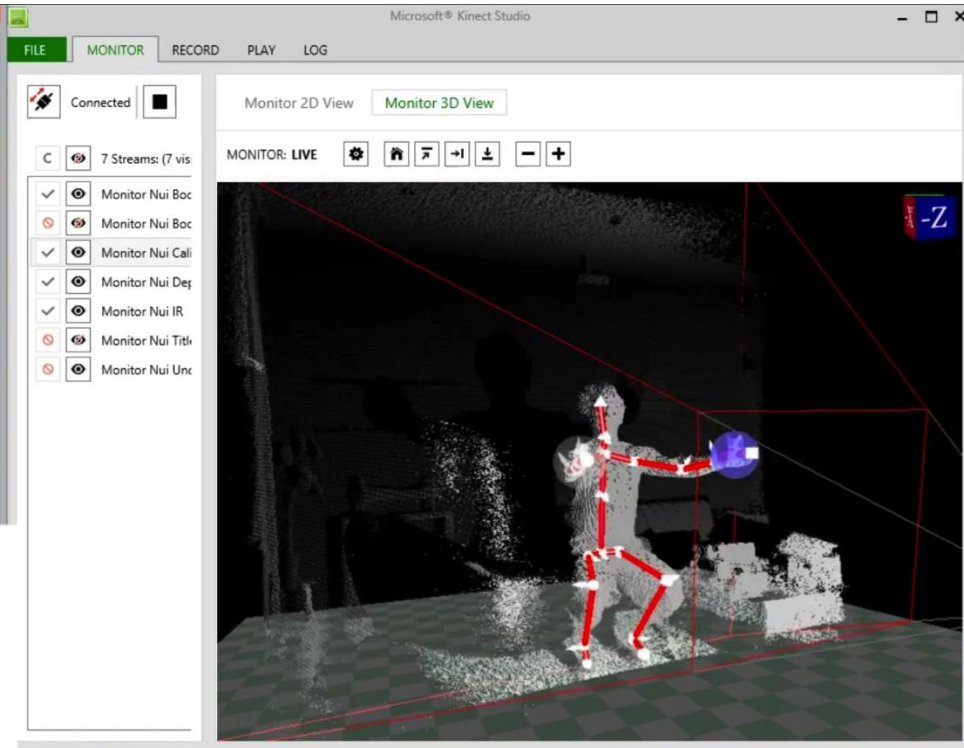 Microsoft® Kinect Studio
FILE MONITOR RECORD PLAY LOG
Connected
Monitor 2D View Monitor 3D View
C 7 Streams: (7 vis
MONITOR: LIVE
Monitor Nui Boc
Monitor Nui Boc
Monitor Nui Cali
Monitor Nui Dep
Monitor Nui IR
Monitor Nui Title
Monitor Nui Unc
-Z